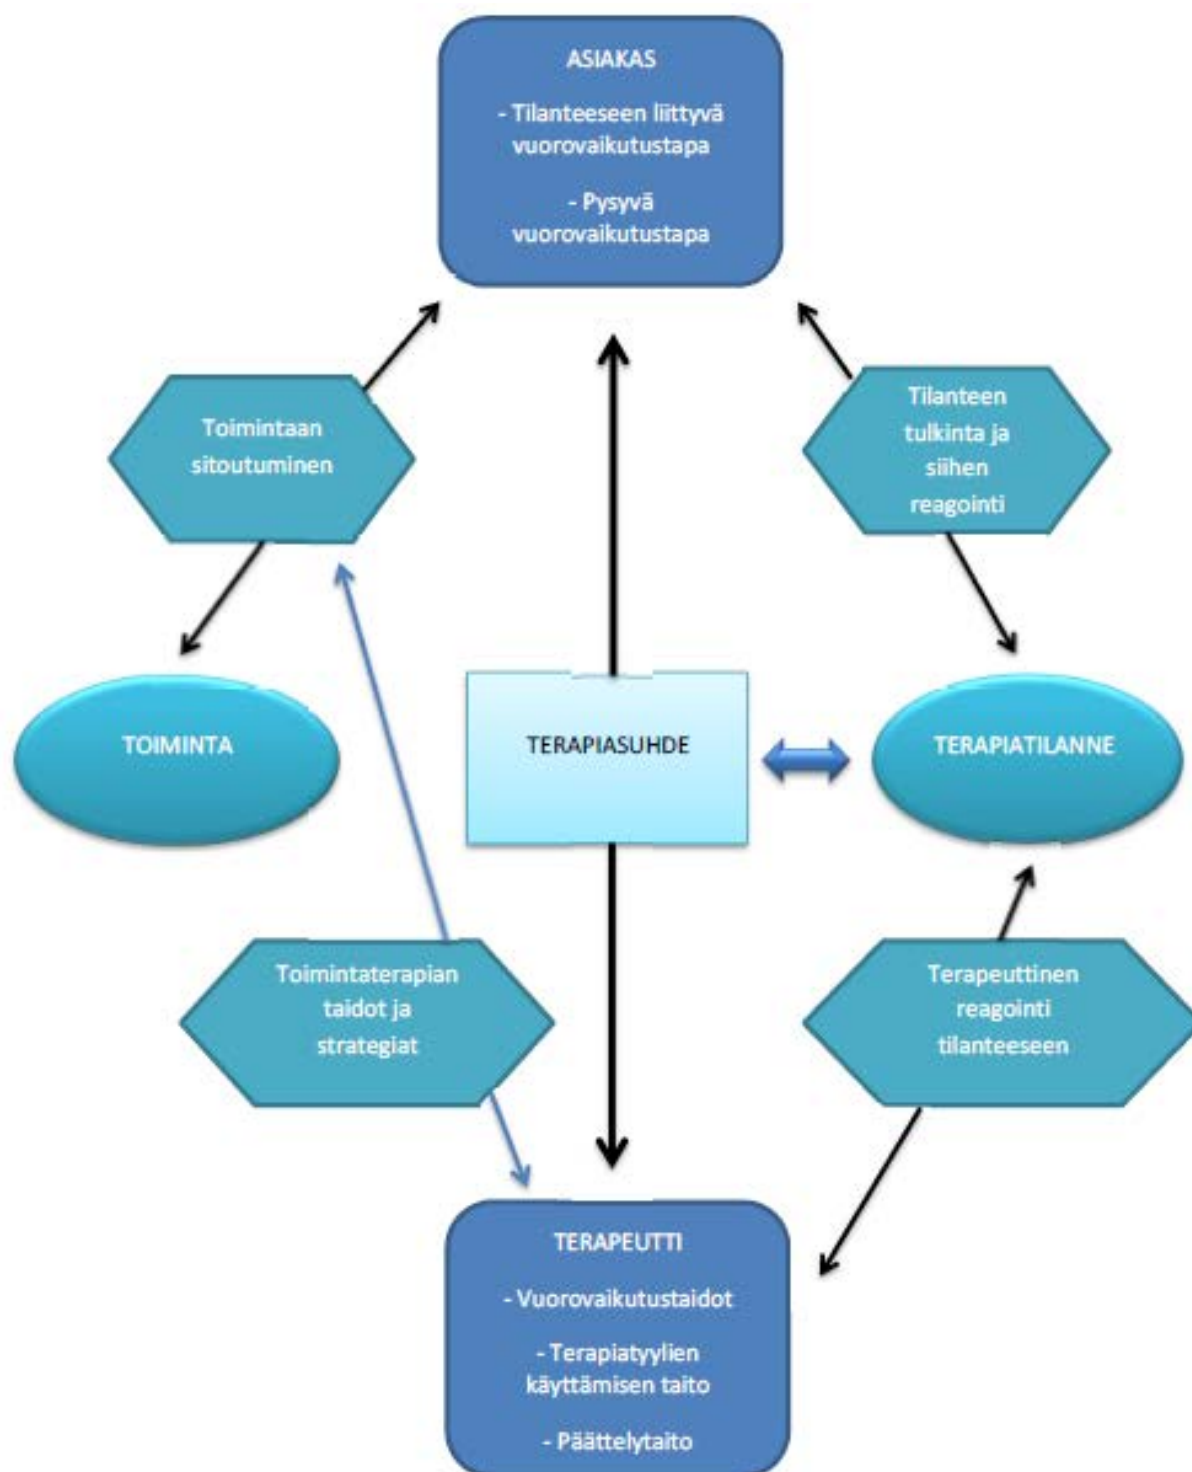 ASIAKAS
- Tilanteeseen liittyvä
vuorovaikutustapa
- Pysyvä
vuorovaikutustapa
Toimintaan
sitoutuminen
Tilanteen
tulkinta ja
siihen
reagointi
TOIMINTA
TERAPIASUHDE
TERAPIATILANNE
Toimintaterapian
taidot ja
strategiat
Terapeuttinen
reagointi
tilanteeseen
TERAPEUTTI
- Vuorovaikutustaidot
- Terapiatyylien
käyttämisen taito
- Päättelytaito